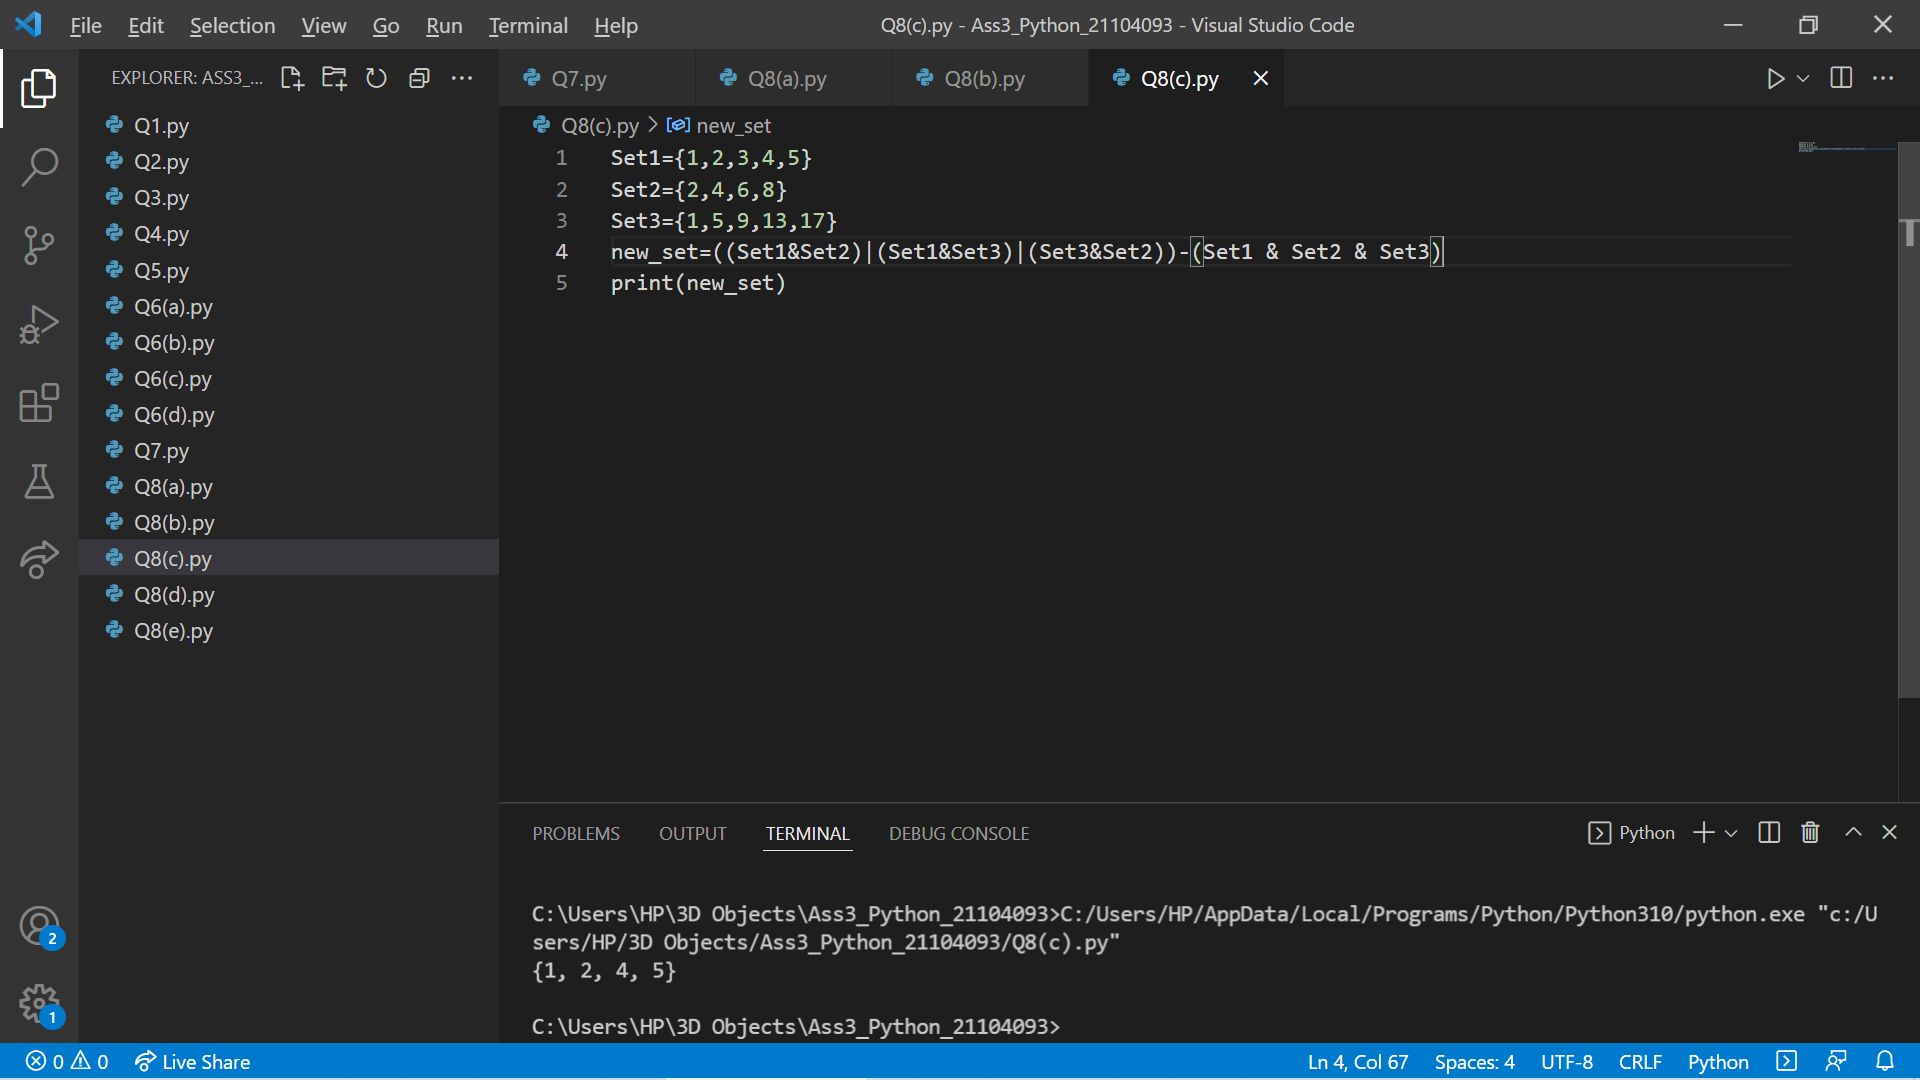 File Edit Selection View Go Run Terminal Help
Q8(c).py - Ass3_Python_21104093 - Visual Studio Code
EXPLORER: ASS3_...
Q7.py Q8(a).py Q8(b).py Q8(c).py
Q1.py
Q2.py
Q3.py
Q4.py
Q5.py
Q6(a).py
Q6(b).py
Q6(c).py
Q6(d).py
Q7.py
Q8(a).py
Q8(b).py
Q8(c).py
Q8(d).py
Q8(e).py
Q8(c).py > new_set
1 Set1={1,2,3,4,5}
2 Set2={2,4,6,8}
3 Set3={1,5,9,13,17}
4 new_set=((Set1&Set2)|(Set1&Set3)|(Set3&Set2))-(Set1 & Set2 & Set3)
5 print(new_set)
PROBLEMS OUTPUT TERMINAL DEBUG CONSOLE
Python
C:\Users\HP\3D Objects\Ass3_Python_21104093>C:/Users/HP/AppData/Local/Programs/Python/Python310/python.exe "c:/U
sers/HP/3D Objects/Ass3_Python_21104093/Q8(c).py"
{1, 2, 4, 5}
C:\Users\HP\3D Objects\Ass3_Python_21104093>
2
1
0 0 Live Share
Ln 4, Col 67 Spaces: 4 UTF-8 CRLF Python